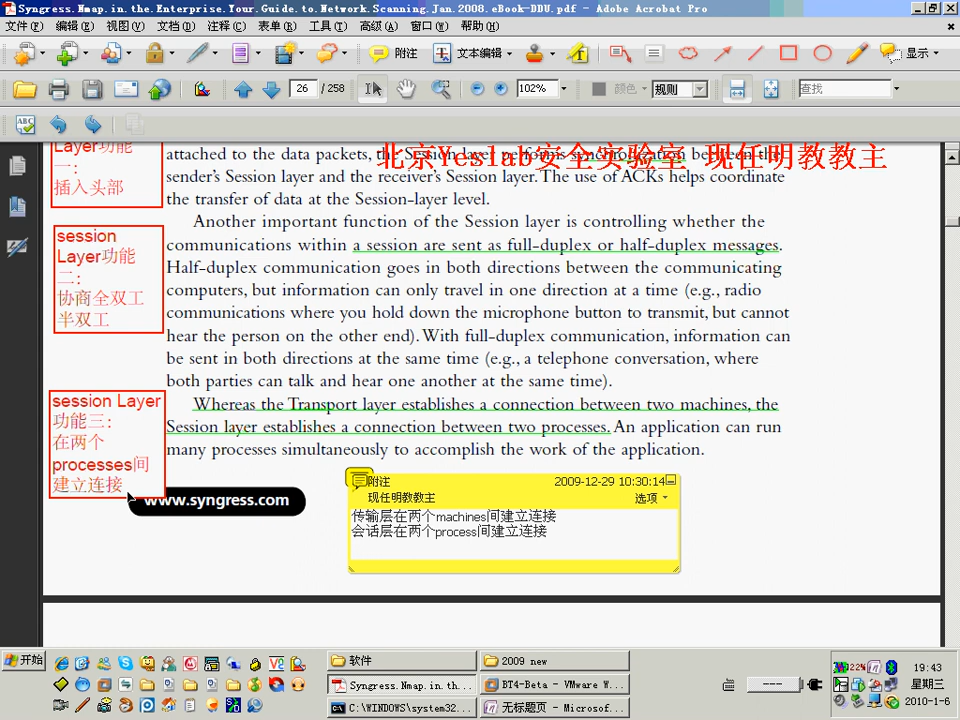 Syngress.Nmap.in.the.Enterprise.Your.Guide.to.Network.Scanning.Jan.2008.eBook-DDU.pdf - Adobe Acrobat Pro
文件(F) 编辑(E) 视图(V) 文档(D) 注释(C) 表单(R) 工具(T) 高级(A) 窗口(W) 帮助(H)
附注 文本编辑 显示
26 / 258 102% 颜色 规则 查找
北京Yeslab安全实验室 现任明教教主
Layer功能
一:
插入头部
attached to the data packets, the Session layer performs synchronization between the
sender's Session layer and the receiver's Session layer. The use of ACKs helps coordinate
the transfer of data at the Session-layer level.
session
Layer功能
二:
协商全双工
半双工
Another important function of the Session layer is controlling whether the
communications within a session are sent as full-duplex or half-duplex messages.
Half-duplex communication goes in both directions between the communicating
computers, but information can only travel in one direction at a time (e.g., radio
communications where you hold down the microphone button to transmit, but cannot
hear the person on the other end). With full-duplex communication, information can
be sent in both directions at the same time (e.g., a telephone conversation, where
both parties can talk and hear one another at the same time).
session Layer
功能三:
在两个
processes间
建立连接
Whereas the Transport layer establishes a connection between two machines, the
Session layer establishes a connection between two processes. An application can run
many processes simultaneously to accomplish the work of the application.
www.syngress.com
附注 2009-12-29 10:30:14
现任明教教主 选项
传输层在两个machines间建立连接
会话层在两个process间建立连接
开始
软件 2009 new
Syngress.Nmap.in.th... BT4-Beta - VMware W...
C:\WINDOWS\system32... 无标题页 - Microsof...
22%
19:43
星期三
2010-1-6